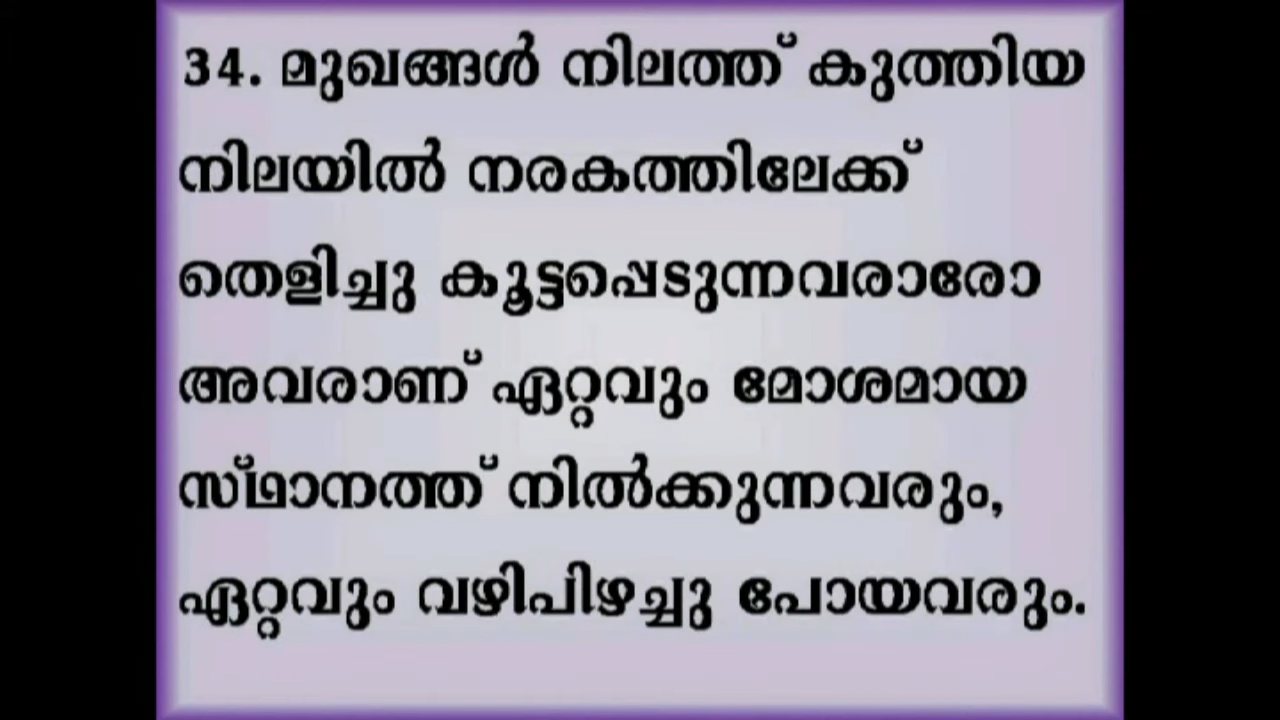 34. മുഖങ്ങൾ നിലത്ത് കുത്തിയ
നിലയിൽ നരകത്തിലേക്ക്
തെളിച്ചു കൂട്ടപ്പെടുന്നവരാരോ
അവരാണ് ഏറ്റവും മോശമായ
സ്ഥാനത്ത് നിൽക്കുന്നവരും,
ഏറ്റവും വഴിപിഴച്ചു പോയവരും.